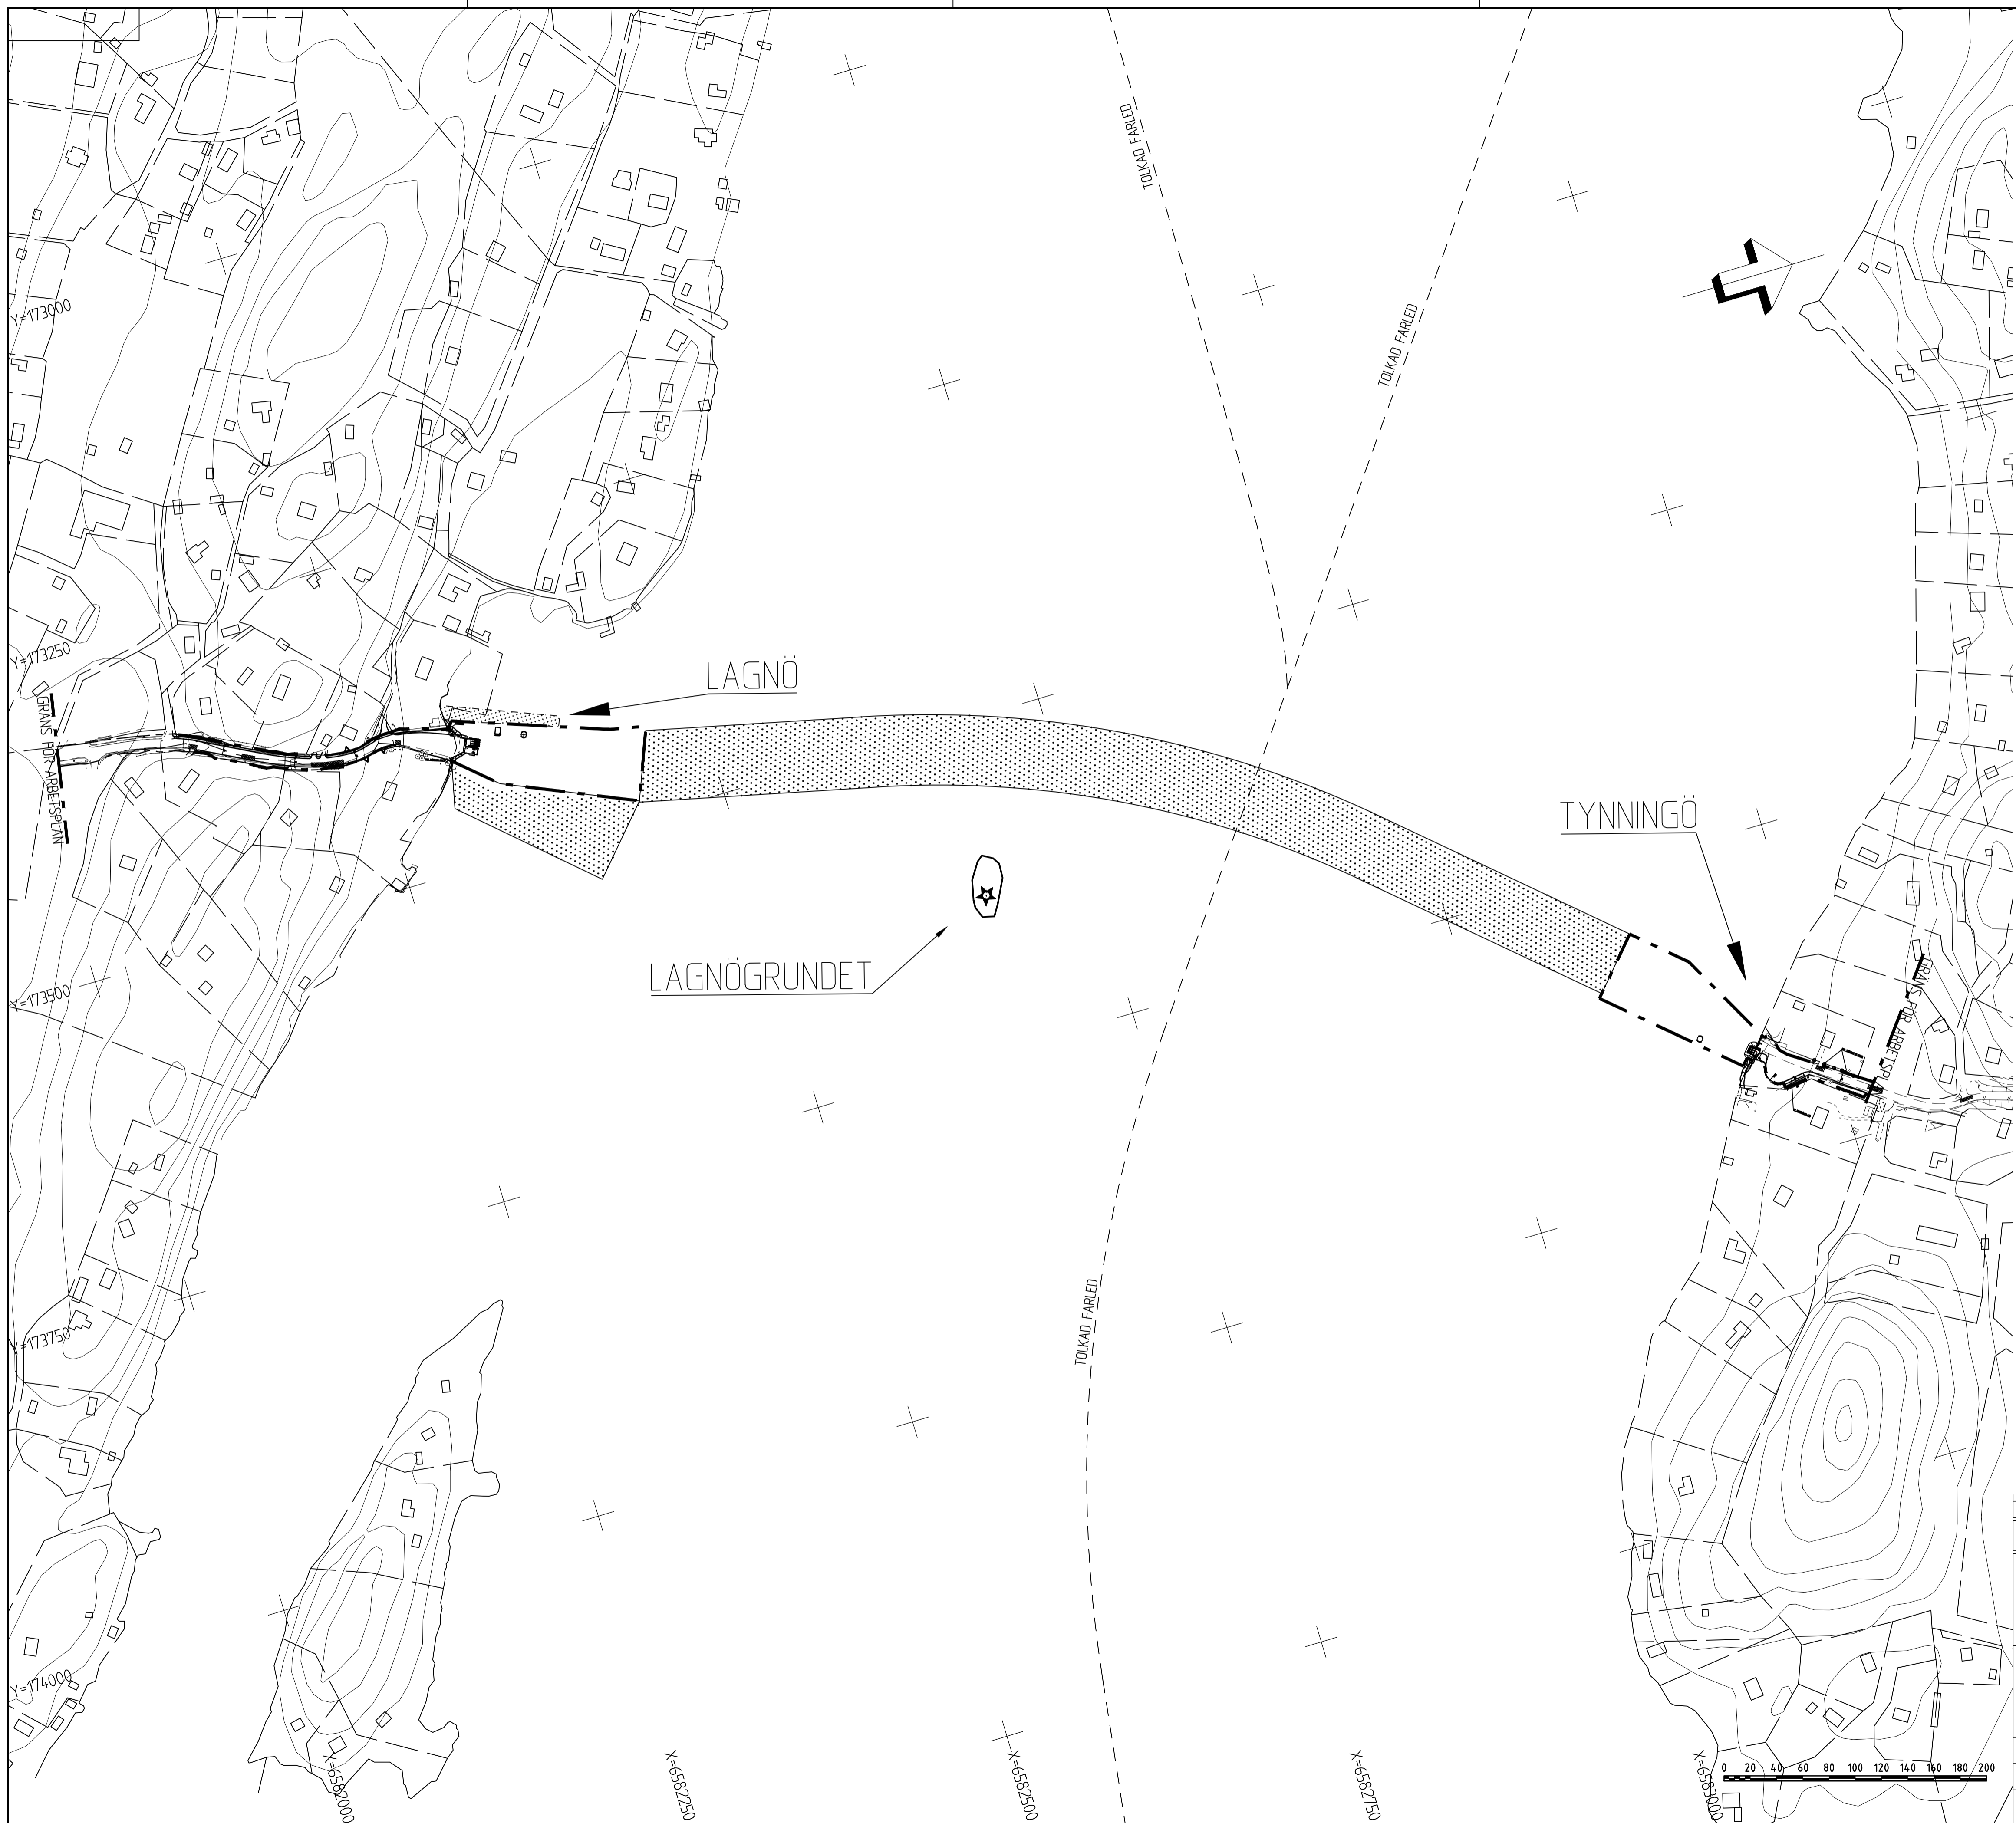 TOLKAD FARLED
TOLKAD FARLED
Y=173000
Y=173250
LAGNÖ
GRÄNS FÖR ARBETSPLAN
TYNNINGÖ
LAGNÖGRUNDET
GRÄNS FÖR ARBETSPLAN
Y=173500
TOLKAD FARLED
Y=173750
Y=174000
X=6582000
X=6582250
X=6582500
X=6582750
X=6583000
0 20 40 60 80 100 120 140 160 180 200